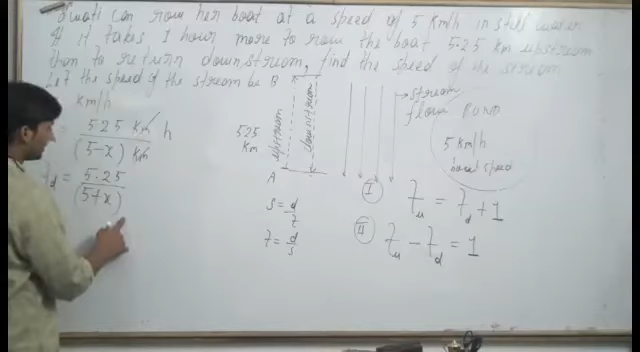 Swati can row her boat at a speed of 5 Km/h in still water
If it takes 1 hour more to row the boat 5.25 Km upstream
than to return downstream, find the speed of the stream
Let the speed of the stream be
Km/h
= 5.25 Km / (5-x) Km h
t_d = 5.25 / (5+x)
525
Km
upstream
downstream
B
A
s = d/t
t = d/s
→ stream
flow
5 Km/h
boat speed
I t_u = t_d + 1
II t_u - t_d = 1